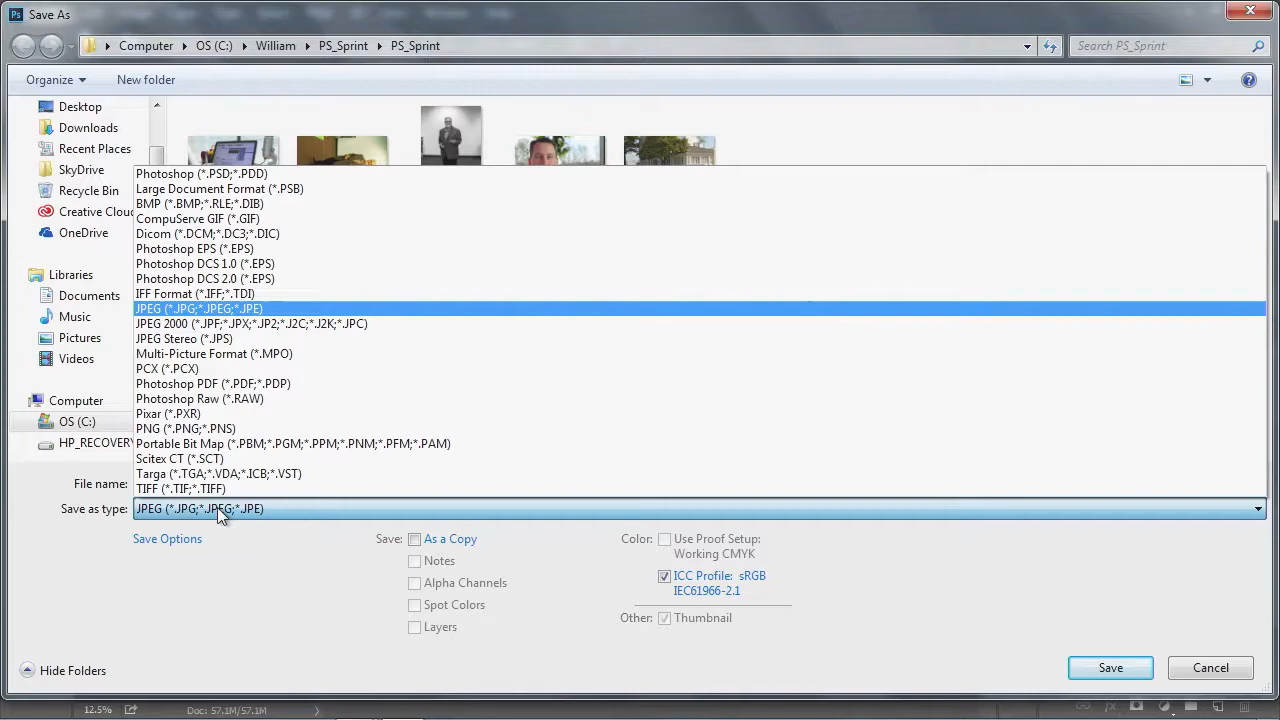 Ps Save As
Computer OS (C:) William PS_Sprint PS_Sprint
Search PS_Sprint
Organize New folder
Desktop
Downloads
Recent Places
SkyDrive
Recycle Bin
Creative Cloud
OneDrive
Libraries
Documents
Music
Pictures
Videos
Computer
OS (C:)
HP_RECOVERY
Photoshop (*.PSD;*.PDD)
Large Document Format (*.PSB)
BMP (*.BMP;*.RLE;*.DIB)
CompuServe GIF (*.GIF)
Dicom (*.DCM;*.DC3;*.DIC)
Photoshop EPS (*.EPS)
Photoshop DCS 1.0 (*.EPS)
Photoshop DCS 2.0 (*.EPS)
IFF Format (*.IFF;*.TDI)
JPEG (*.JPG;*.JPEG;*.JPE)
JPEG 2000 (*.JPF;*.JPX;*.JP2;*.J2C;*.J2K;*.JPC)
JPEG Stereo (*.JPS)
Multi-Picture Format (*.MPO)
PCX (*.PCX)
Photoshop PDF (*.PDF;*.PDP)
Photoshop Raw (*.RAW)
Pixar (*.PXR)
PNG (*.PNG;*.PNS)
Portable Bit Map (*.PBM;*.PGM;*.PPM;*.PNM;*.PFM;*.PAM)
Scitex CT (*.SCT)
Targa (*.TGA;*.VDA;*.ICB;*.VST)
TIFF (*.TIF;*.TIFF)
File name:
Save as type: JPEG (*.JPG;*.JPEG;*.JPE)
Save Options
Save: As a Copy
Notes
Alpha Channels
Spot Colors
Layers
Color: Use Proof Setup:
Working CMYK
ICC Profile: sRGB
IEC61966-2.1
Other: Thumbnail
Hide Folders
Save Cancel
12.5% Doc: 57.1M/57.1M